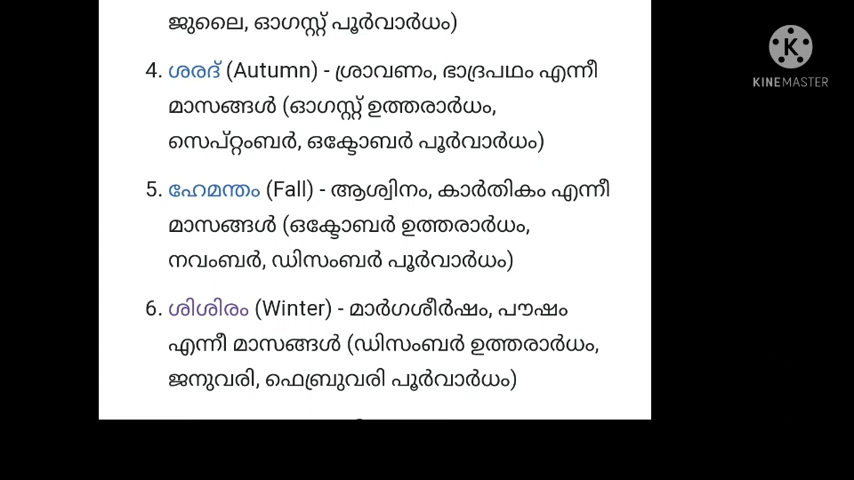 ജുലൈ, ഓഗസ്റ്റ് പൂർവാർധം)
4. ശരദ് (Autumn) - ശ്രാവണം, ഭാദ്രപഥം എന്നീ
മാസങ്ങൾ (ഓഗസ്റ്റ് ഉത്തരാർധം,
സെപ്റ്റംബർ, ഒക്ടോബർ പൂർവാർധം)
5. ഹേമന്തം (Fall) - ആശ്വിനം, കാർതികം എന്നീ
മാസങ്ങൾ (ഒക്ടോബർ ഉത്തരാർധം,
നവംബർ, ഡിസംബർ പൂർവാർധം)
6. ശിശിരം (Winter) - മാർഗശീർഷം, പൗഷം
എന്നീ മാസങ്ങൾ (ഡിസംബർ ഉത്തരാർധം,
ജനുവരി, ഫെബ്രുവരി പൂർവാർധം)
K
KINEMASTER